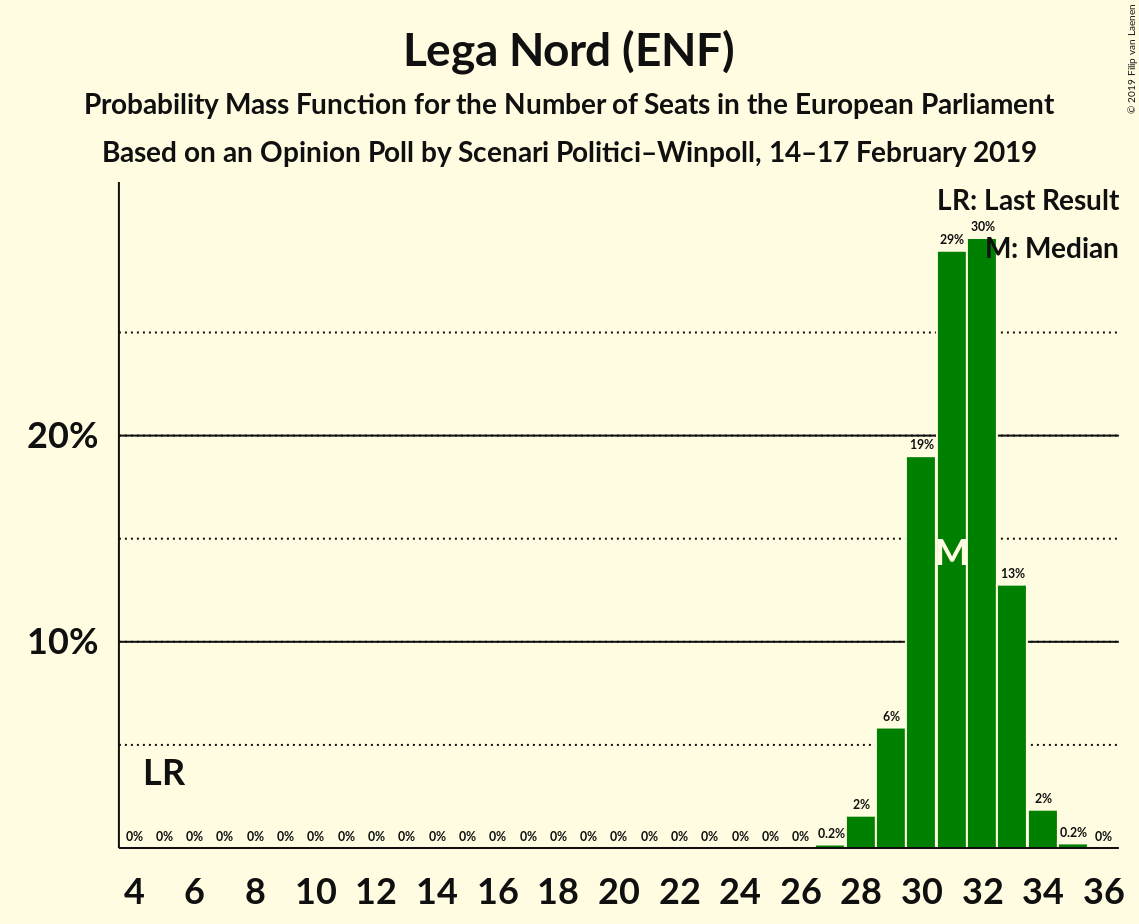 Lega Nord (ENF)
Probability Mass Function for the Number of Seats in the European Parliament
Based on an Opinion Poll by Scenari Politici–Winpoll, 14–17 February 2019
© 2019 Filip van Laenen
LR: Last Result
M: Median
30%
29%
20%
19%
M
13%
10%
6%
LR
2%
2%
0% 0% 0% 0% 0% 0% 0% 0% 0% 0% 0% 0% 0% 0% 0% 0% 0% 0% 0% 0% 0% 0% 0% 0.2% 0.2% 0%
4 6 8 10 12 14 16 18 20 22 24 26 28 30 32 34 36